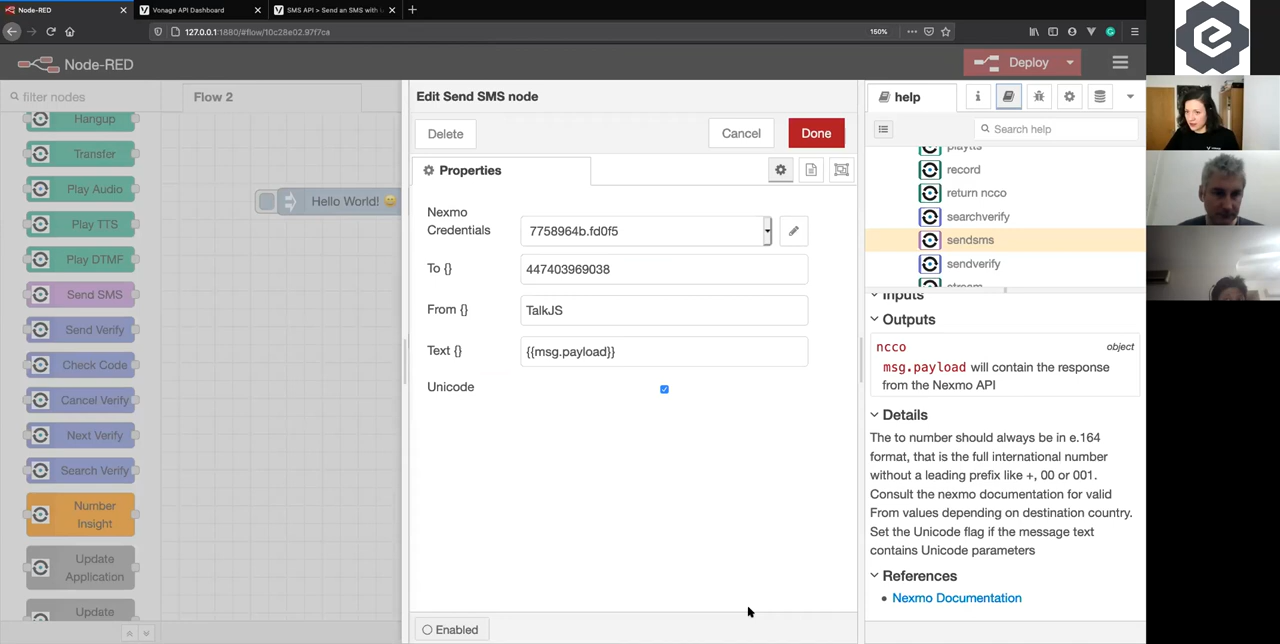 Node-RED
Vonage API Dashboard
SMS API > Send an SMS with
127.0.0.1:1880/#flow/10c28e02.97f7ca
150%
Node-RED
Deploy
filter nodes
Flow 2
Edit Send SMS node
help
Delete
Cancel
Done
Search help
Hangup
Transfer
Play Audio
Play TTS
Play DTMF
Send SMS
Send Verify
Check Code
Cancel Verify
Next Verify
Search Verify
Number
Insight
Update
Application
Update
Hello World! 😀
Properties
Nexmo
Credentials
7758964b.fd0f5
To {}
447403969038
From {}
TalkJS
Text {}
{{msg.payload}}
Unicode
Enabled
playtts
record
return ncco
searchverify
sendsms
sendverify
stream
Inputs
Outputs
ncco
object
msg.payload will contain the response
from the Nexmo API
Details
The to number should always be in e.164
format, that is the full international number
without a leading prefix like +, 00 or 001.
Consult the nexmo documentation for valid
From values depending on destination country.
Set the Unicode flag if the message text
contains Unicode parameters
References
Nexmo Documentation